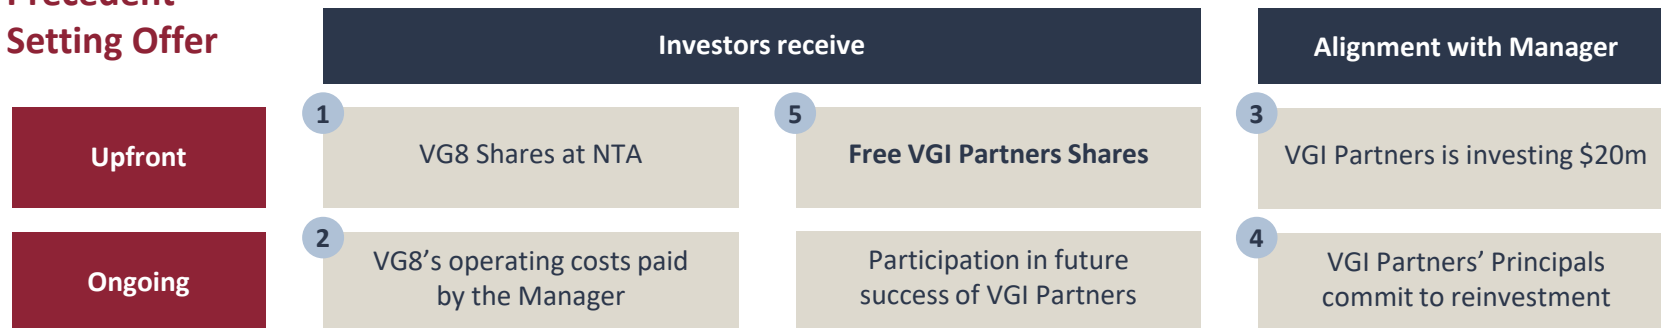 Precedent
Setting Offer
Investors receive
Alignment with Manager
Upfront
1
VG8 Shares at NTA
5
Free VGI Partners Shares
3
VGI Partners is investing $20m
Ongoing
2
VG8's operating costs paid
by the Manager
Participation in future
success of VGI Partners
4
VGI Partners' Principals
commit to reinvestment